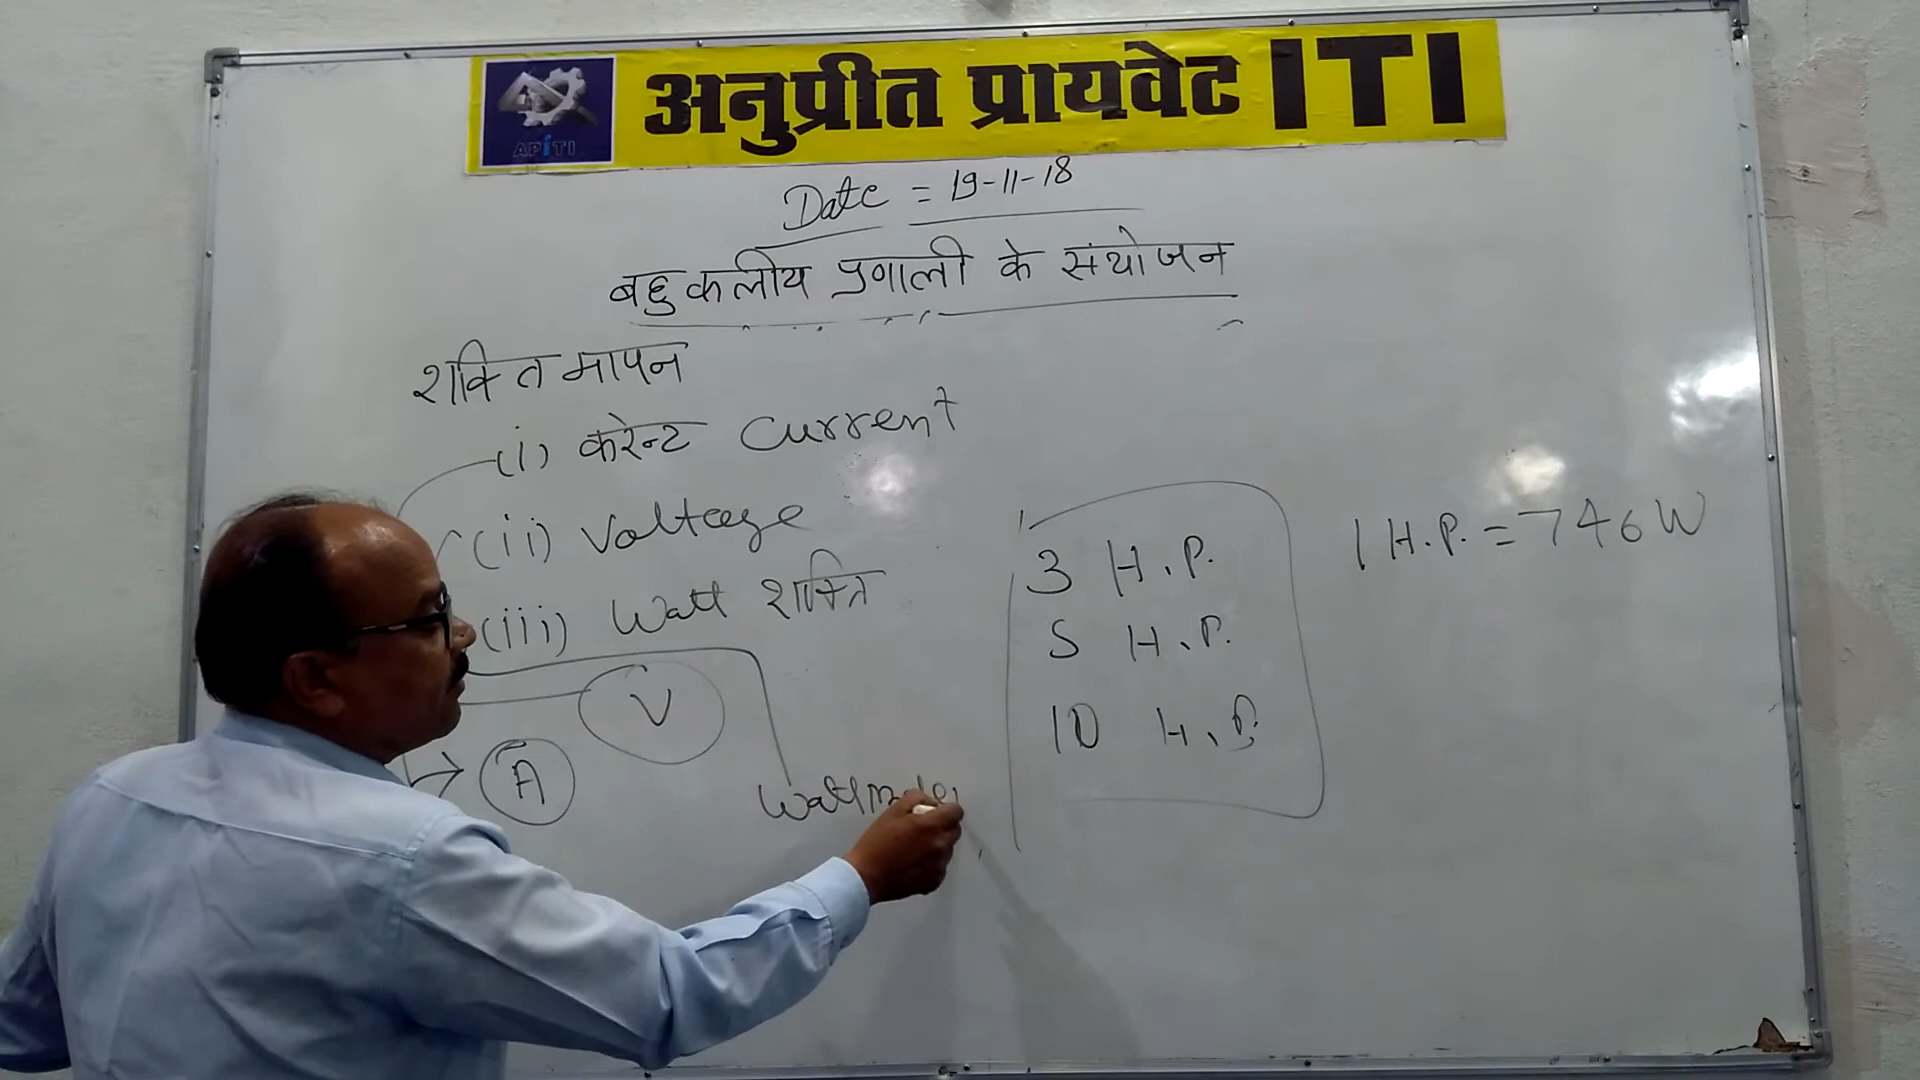 अनुप्रीत प्रायवेट ITI
APiTI
Date = 19-11-18
बहुकलीय प्रणाली के संयोजन
शक्ति मापन
(i) करेन्ट Current
(ii) Voltage
(iii) Watt शक्ति
V
A
3 H.P.
5 H.P.
10 H.P.
1 H.P. = 746 W